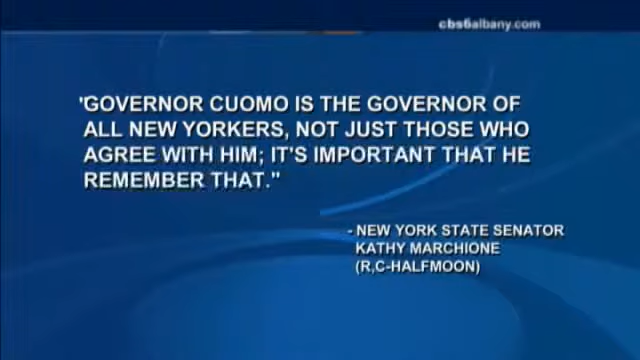 cbs6albany.com
"GOVERNOR CUOMO IS THE GOVERNOR OF
ALL NEW YORKERS, NOT JUST THOSE WHO
AGREE WITH HIM; IT'S IMPORTANT THAT HE
REMEMBER THAT."
- NEW YORK STATE SENATOR
KATHY MARCHIONE
(R,C-HALFMOON)